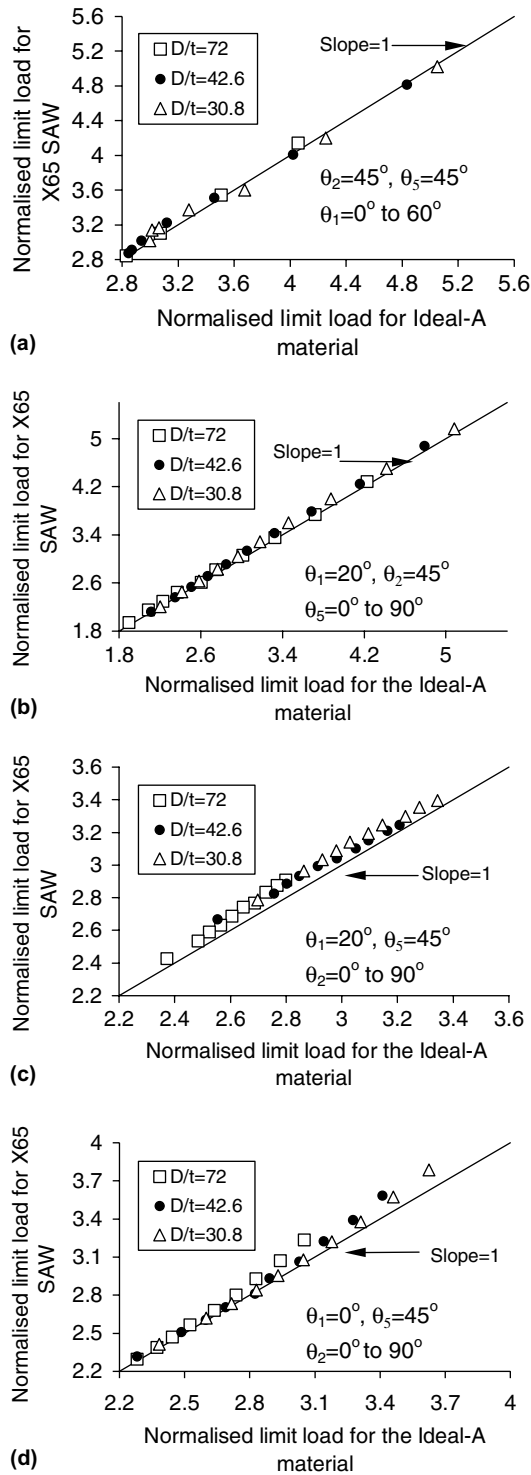 5.6
5.2
4.8
4.4
4
3.6
3.2
2.8
Normalised limit load for
X65 SAW
D/t=72
D/t=42.6
D/t=30.8
Slope=1
θ2=45°, θ5=45°
θ1=0° to 60°
2.8 3.2 3.6 4 4.4 4.8 5.2 5.6
Normalised limit load for Ideal-A
material
(a)
5
4.2
3.4
2.6
1.8
Normalised limit load for X65
SAW
D/t=72
D/t=42.6
D/t=30.8
Slope=1
θ1=20°, θ2=45°
θ5=0° to 90°
1.8 2.6 3.4 4.2 5
Normalised limit load for the Ideal-A
material
(b)
3.6
3.4
3.2
3
2.8
2.6
2.4
2.2
Normalised limit load for X65
SAW
D/t=72
D/t=42.6
D/t=30.8
Slope=1
θ1=20°, θ5=45°
θ2=0° to 90°
2.2 2.4 2.6 2.8 3 3.2 3.4 3.6
Normalised limit load for the Ideal-A
material
(c)
4
3.7
3.4
3.1
2.8
2.5
2.2
Normalised limit load for X65
SAW
D/t=72
D/t=42.6
D/t=30.8
Slope=1
θ1=0°, θ5=45°
θ2=0° to 90°
2.2 2.5 2.8 3.1 3.4 3.7 4
Normalised limit load for the Ideal-A
material
(d)